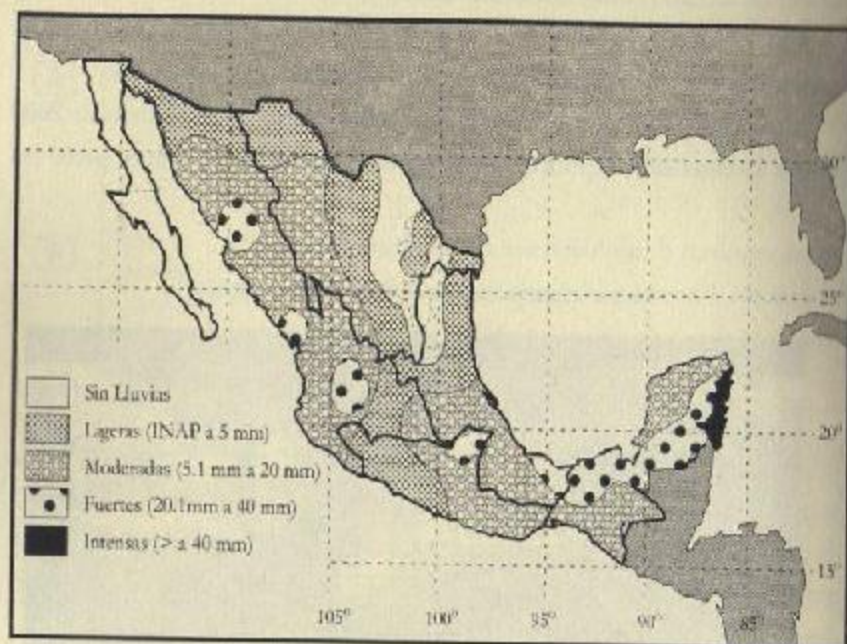 30°
25°
Sin Lluvias
Ligeras (INAP a 5 mm)
20°
Moderadas (5.1 mm a 20 mm)
Fuertes (20.1mm a 40 mm)
Intensas (> a 40 mm)
15°
105° 100° 95° 90° 85°